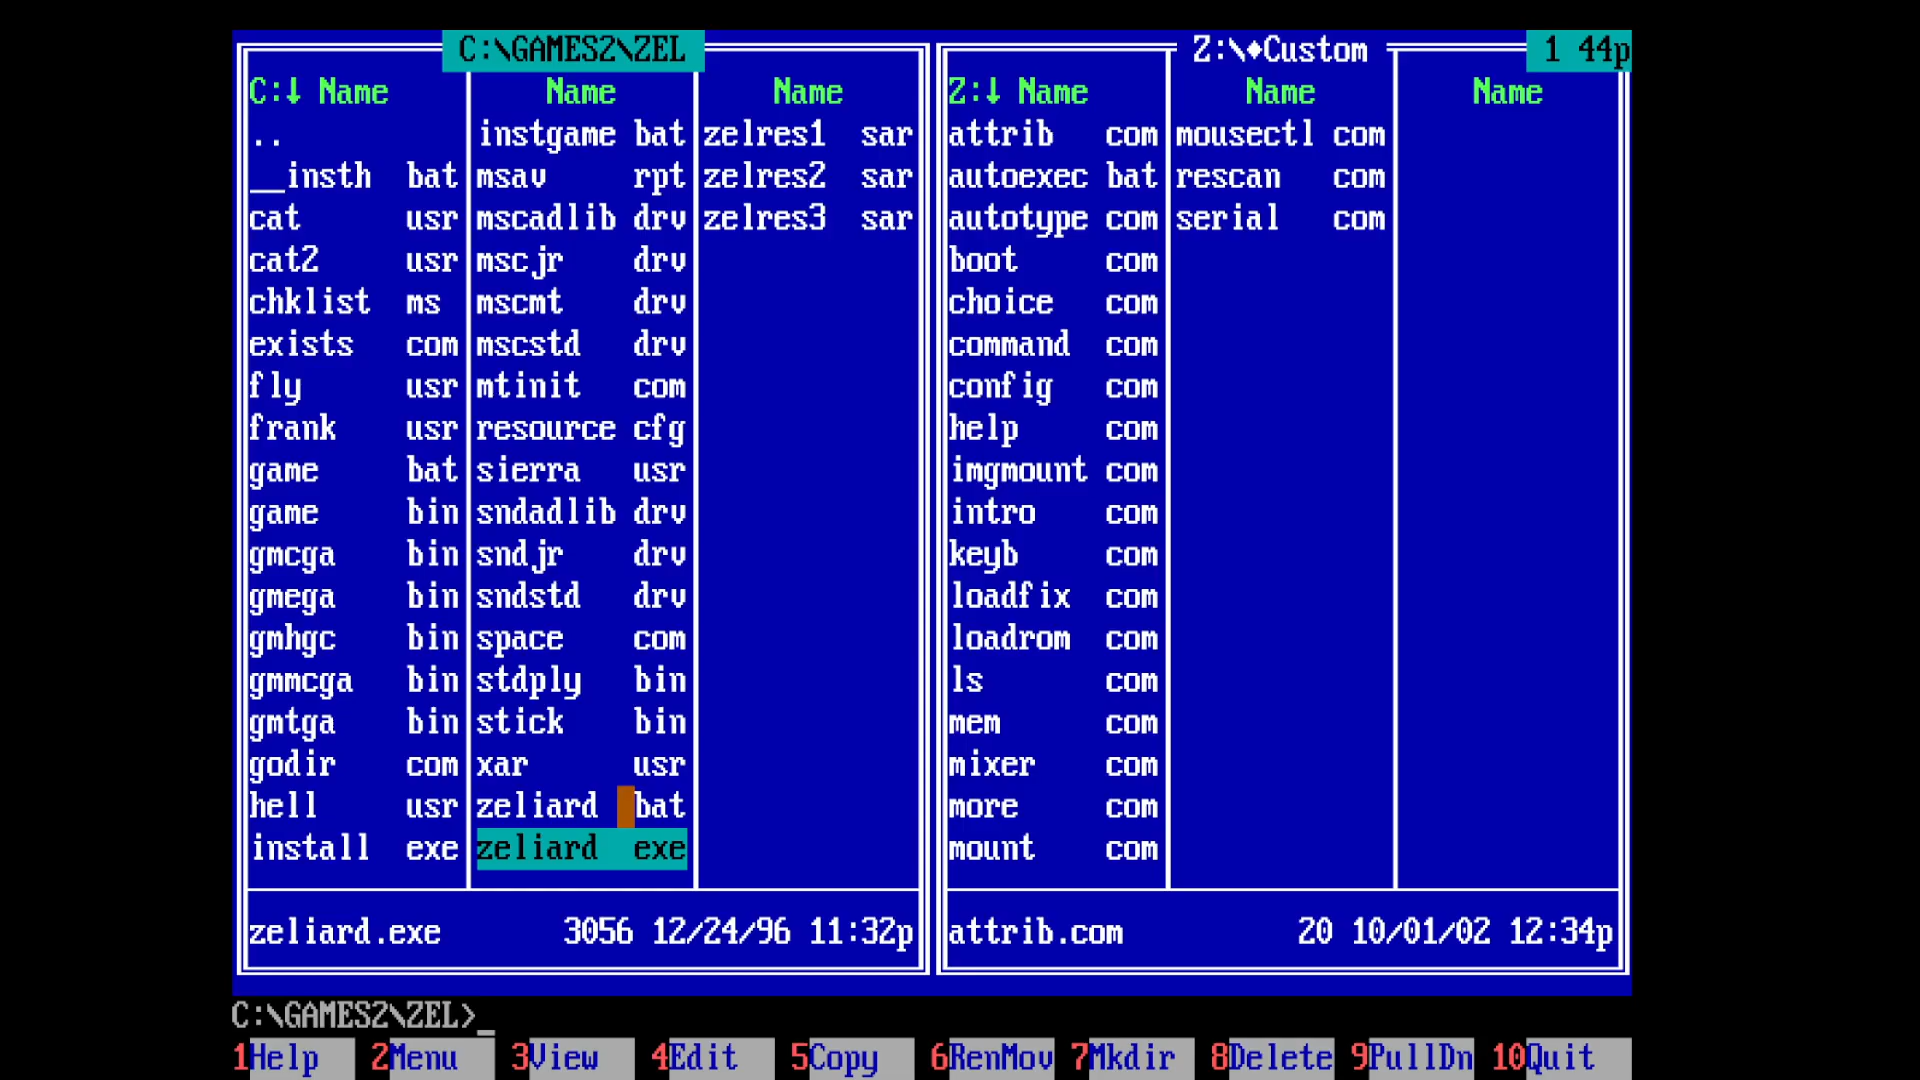 C:\GAMES2\ZEL Z:\♦Custom 1 44p
C:↓ Name Name Name Z:↓ Name Name Name
.. instgame bat zelres1 sar attrib com mousectl com
__insth bat msav rpt zelres2 sar autoexec bat rescan com
cat usr mscadlib drv zelres3 sar autotype com serial com
cat2 usr mscjr drv boot com
chklist ms mscmt drv choice com
exists com mscstd drv command com
fly usr mtinit com config com
frank usr resource cfg help com
game bat sierra usr imgmount com
game bin sndadlib drv intro com
gmcga bin sndjr drv keyb com
gmega bin sndstd drv loadfix com
gmhgc bin space com loadrom com
gmmcga bin stdply bin ls com
gmtga bin stick bin mem com
godir com xar usr mixer com
hell usr zeliard bat more com
install exe zeliard exe mount com
zeliard.exe 3056 12/24/96 11:32p attrib.com 20 10/01/02 12:34p
C:\GAMES2\ZEL>_
1Help 2Menu 3View 4Edit 5Copy 6RenMov 7Mkdir 8Delete 9PullDn 10Quit